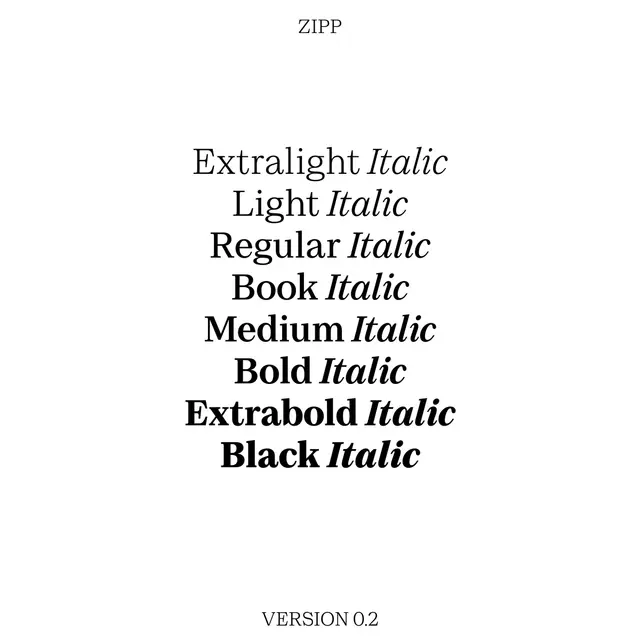 ZIPP
Extralight Italic
Light Italic
Regular Italic
Book Italic
Medium Italic
Bold Italic
Extrabold Italic
Black Italic
VERSION 0.2